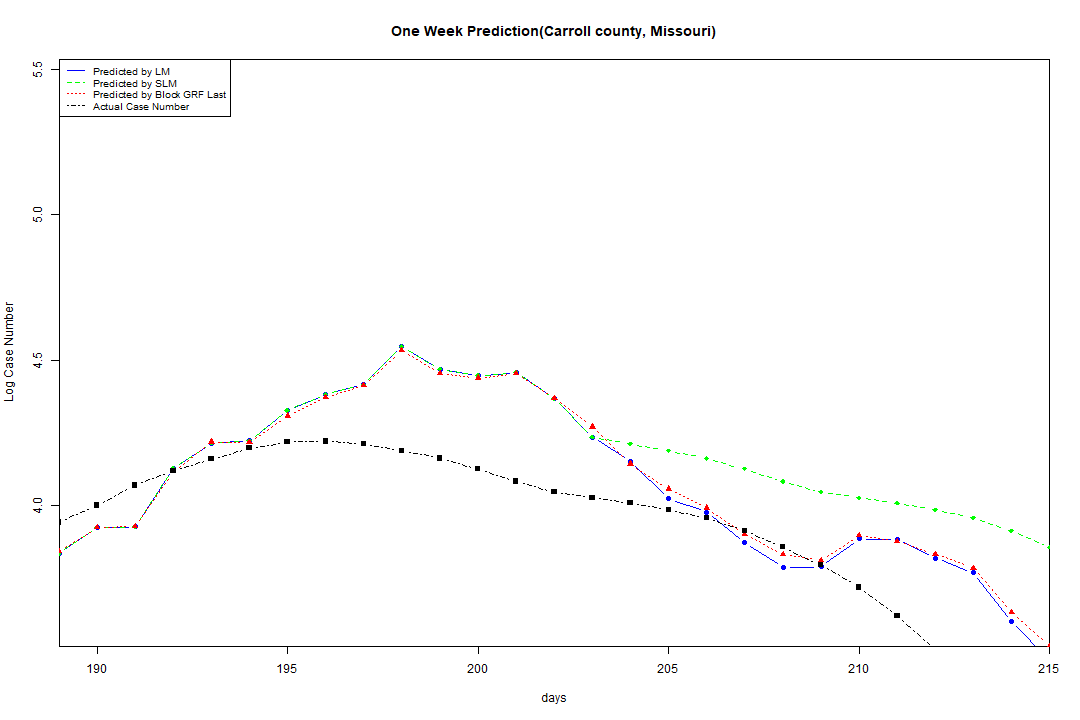 One Week Prediction(Carroll county, Missouri)
Predicted by LM
Predicted by SLM
Predicted by Block GRF Last
Actual Case Number
Log Case Number
5.5
5.0
4.5
4.0
190 195 200 205 210 215
days